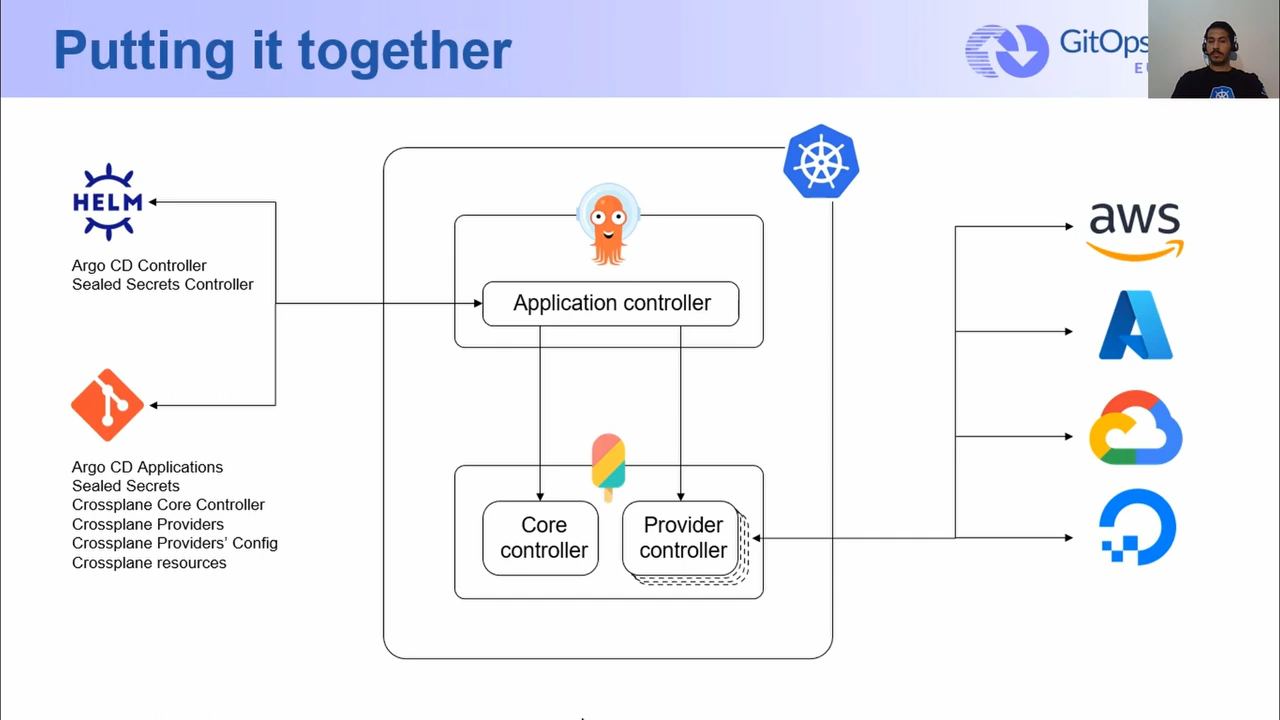 Putting it together
GitOps
HELM
Argo CD Controller
Sealed Secrets Controller
Argo CD Applications
Sealed Secrets
Crossplane Core Controller
Crossplane Providers
Crossplane Providers' Config
Crossplane resources
Application controller
Core
controller
Provider
controller
aws